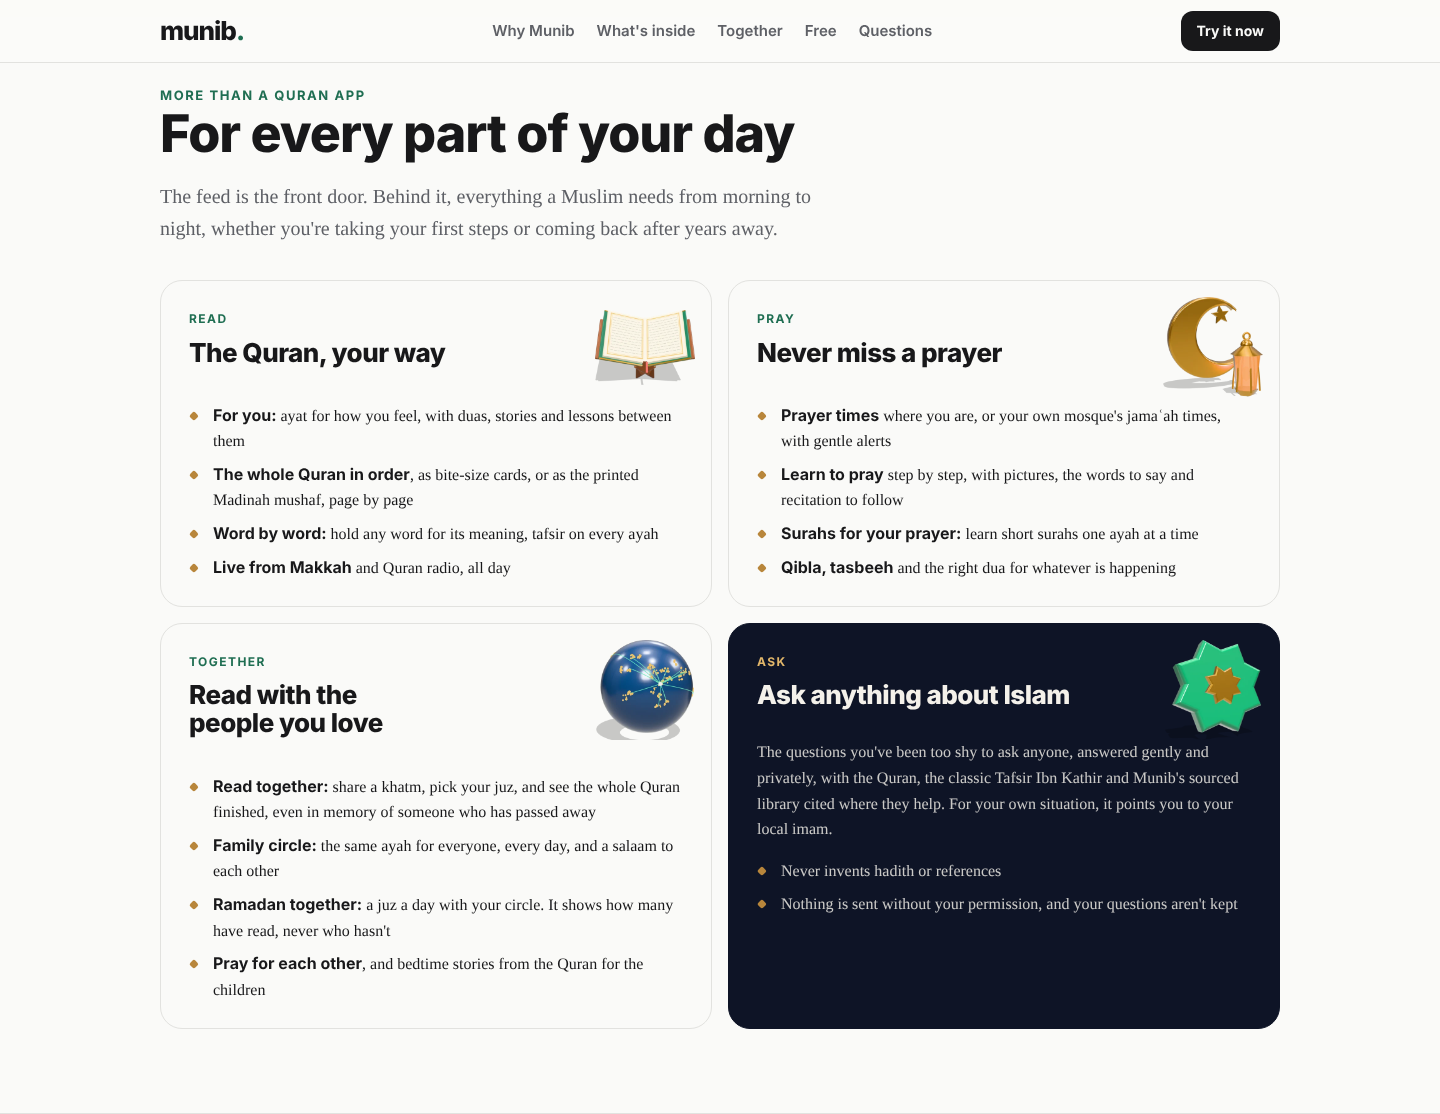 munib.
Why Munib
What's inside
Together
Free
Questions
Try it now
MORE THAN A QURAN APP
For every part of your day
The feed is the front door. Behind it, everything a Muslim needs from morning to
night, whether you're taking your first steps or coming back after years away.
READ
The Quran, your way
For you: ayat for how you feel, with duas, stories and lessons between
them
The whole Quran in order, as bite-size cards, or as the printed
Madinah mushaf, page by page
Word by word: hold any word for its meaning, tafsir on every ayah
Live from Makkah and Quran radio, all day
PRAY
Never miss a prayer
Prayer times where you are, or your own mosque's jamaʿah times,
with gentle alerts
Learn to pray step by step, with pictures, the words to say and
recitation to follow
Surahs for your prayer: learn short surahs one ayah at a time
Qibla, tasbeeh and the right dua for whatever is happening
TOGETHER
Read with the
people you love
Read together: share a khatm, pick your juz, and see the whole Quran
finished, even in memory of someone who has passed away
Family circle: the same ayah for everyone, every day, and a salaam to
each other
Ramadan together: a juz a day with your circle. It shows how many
have read, never who hasn't
Pray for each other, and bedtime stories from the Quran for the
children
ASK
Ask anything about Islam
The questions you've been too shy to ask anyone, answered gently and
privately, with the Quran, the classic Tafsir Ibn Kathir and Munib's sourced
library cited where they help. For your own situation, it points you to your
local imam.
Never invents hadith or references
Nothing is sent without your permission, and your questions aren't kept